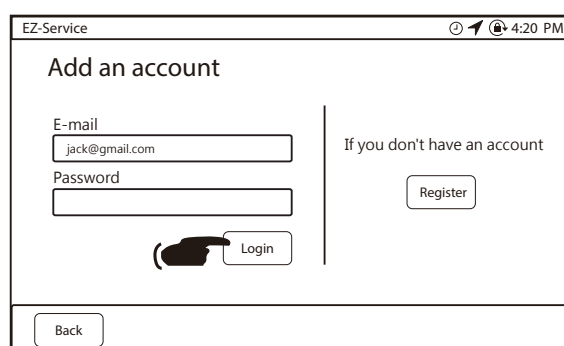 EZ-Service 4:20 PM
Add an account
E-mail
jack@gmail.com
Password
Login
If you don't have an account
Register
Back